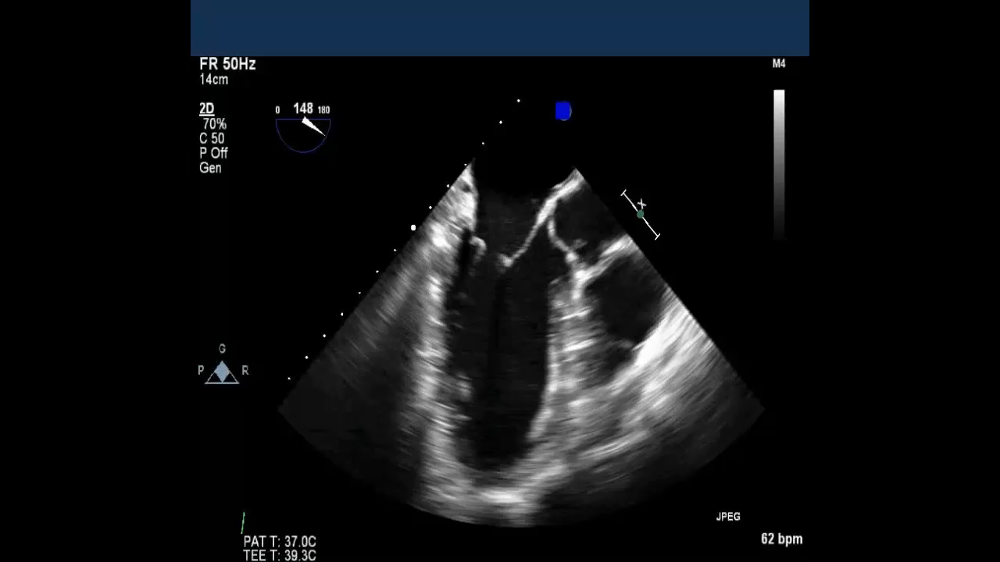 FR 50Hz
14cm
M4
2D
70%
C 50
P Off
Gen
0 148 180
X
G
P R
JPEG
PAT T: 37.0C
TEE T: 39.3C
62 bpm